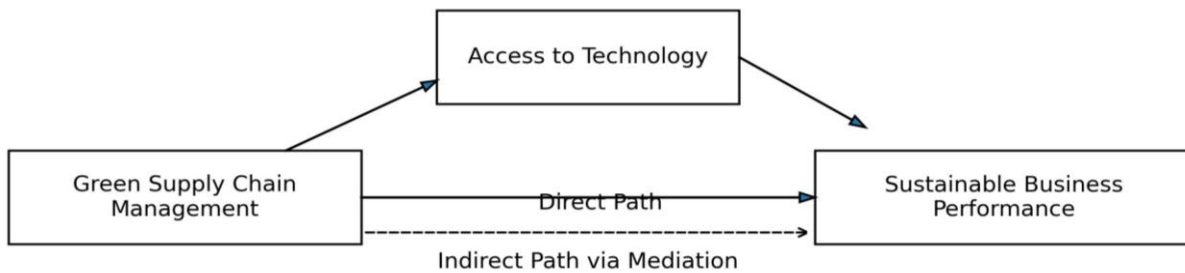 Access to Technology
Green Supply Chain
Management
Direct Path
Sustainable Business
Performance
Indirect Path via Mediation